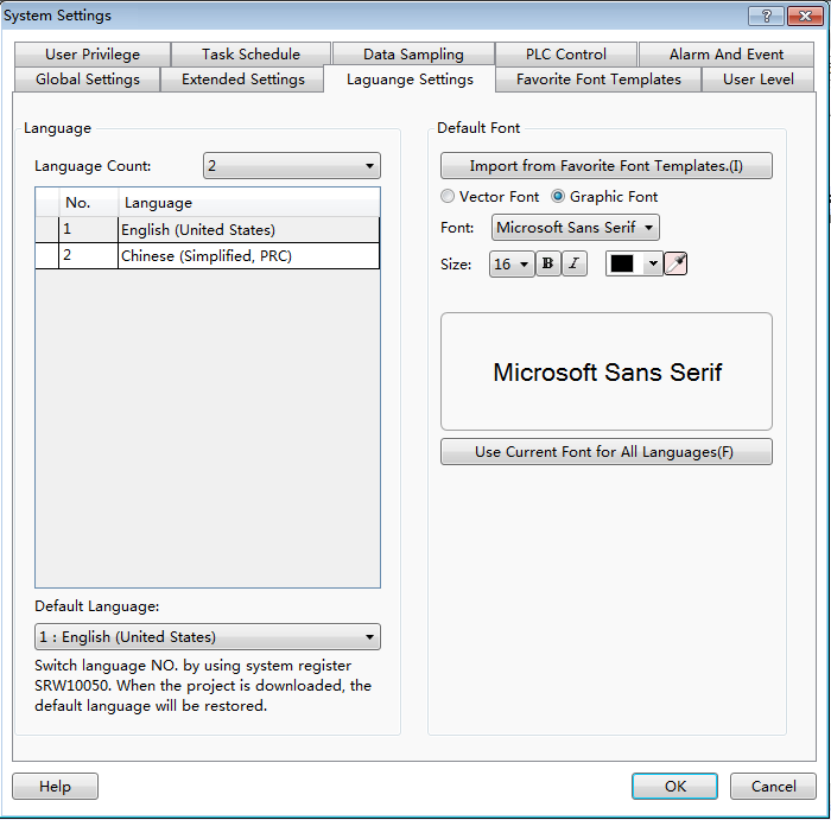 System Settings
User Privilege
Task Schedule
Data Sampling
PLC Control
Alarm And Event
Global Settings
Extended Settings
Laguange Settings
Favorite Font Templates
User Level
Language
Language Count:
2
No.
Language
1
English (United States)
2
Chinese (Simplified, PRC)
Default Language:
1 : English (United States)
Switch language NO. by using system register
SRW10050. When the project is downloaded, the
default language will be restored.
Default Font
Import from Favorite Font Templates.(I)
Vector Font
Graphic Font
Font:
Microsoft Sans Serif
Size:
16
B
I
Microsoft Sans Serif
Use Current Font for All Languages(F)
Help
OK
Cancel